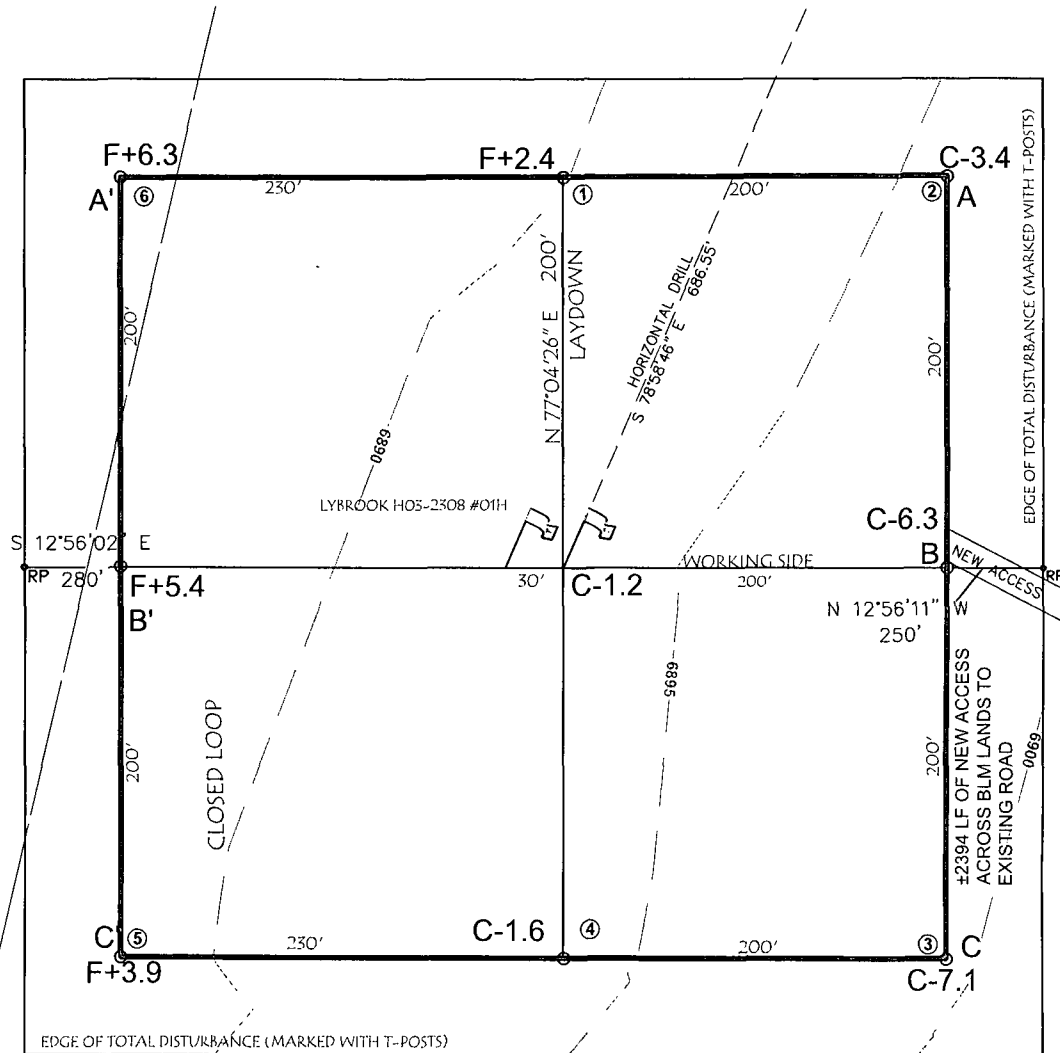 F+6.3
F+2.4
C-3.4
230'
200'
A'
⑥
①
②
A
EDGE OF TOTAL DISTURBANCE (MARKED WITH T-POSTS)
200'
N 77°04'26" E 200'
LAYDOWN
HORIZONTAL DRILL
S 78°58'46" E 686.55'
200'
0689
LYBROOK H03-2308 #01H
C-6.3
S 12°56'02" E
RP 280'
F+5.4
B'
30'
C-1.2
WORKING SIDE
200'
B
NEW ACCESS
RP
N 12°56'11" W
250'
6895
CLOSED LOOP
200'
200'
±2394 LF OF NEW ACCESS
ACROSS BLM LANDS TO
EXISTING ROAD
0069
C'
⑤
230'
C-1.6
④
200'
③
C
F+3.9
C-7.1
EDGE OF TOTAL DISTURBANCE (MARKED WITH T-POSTS)